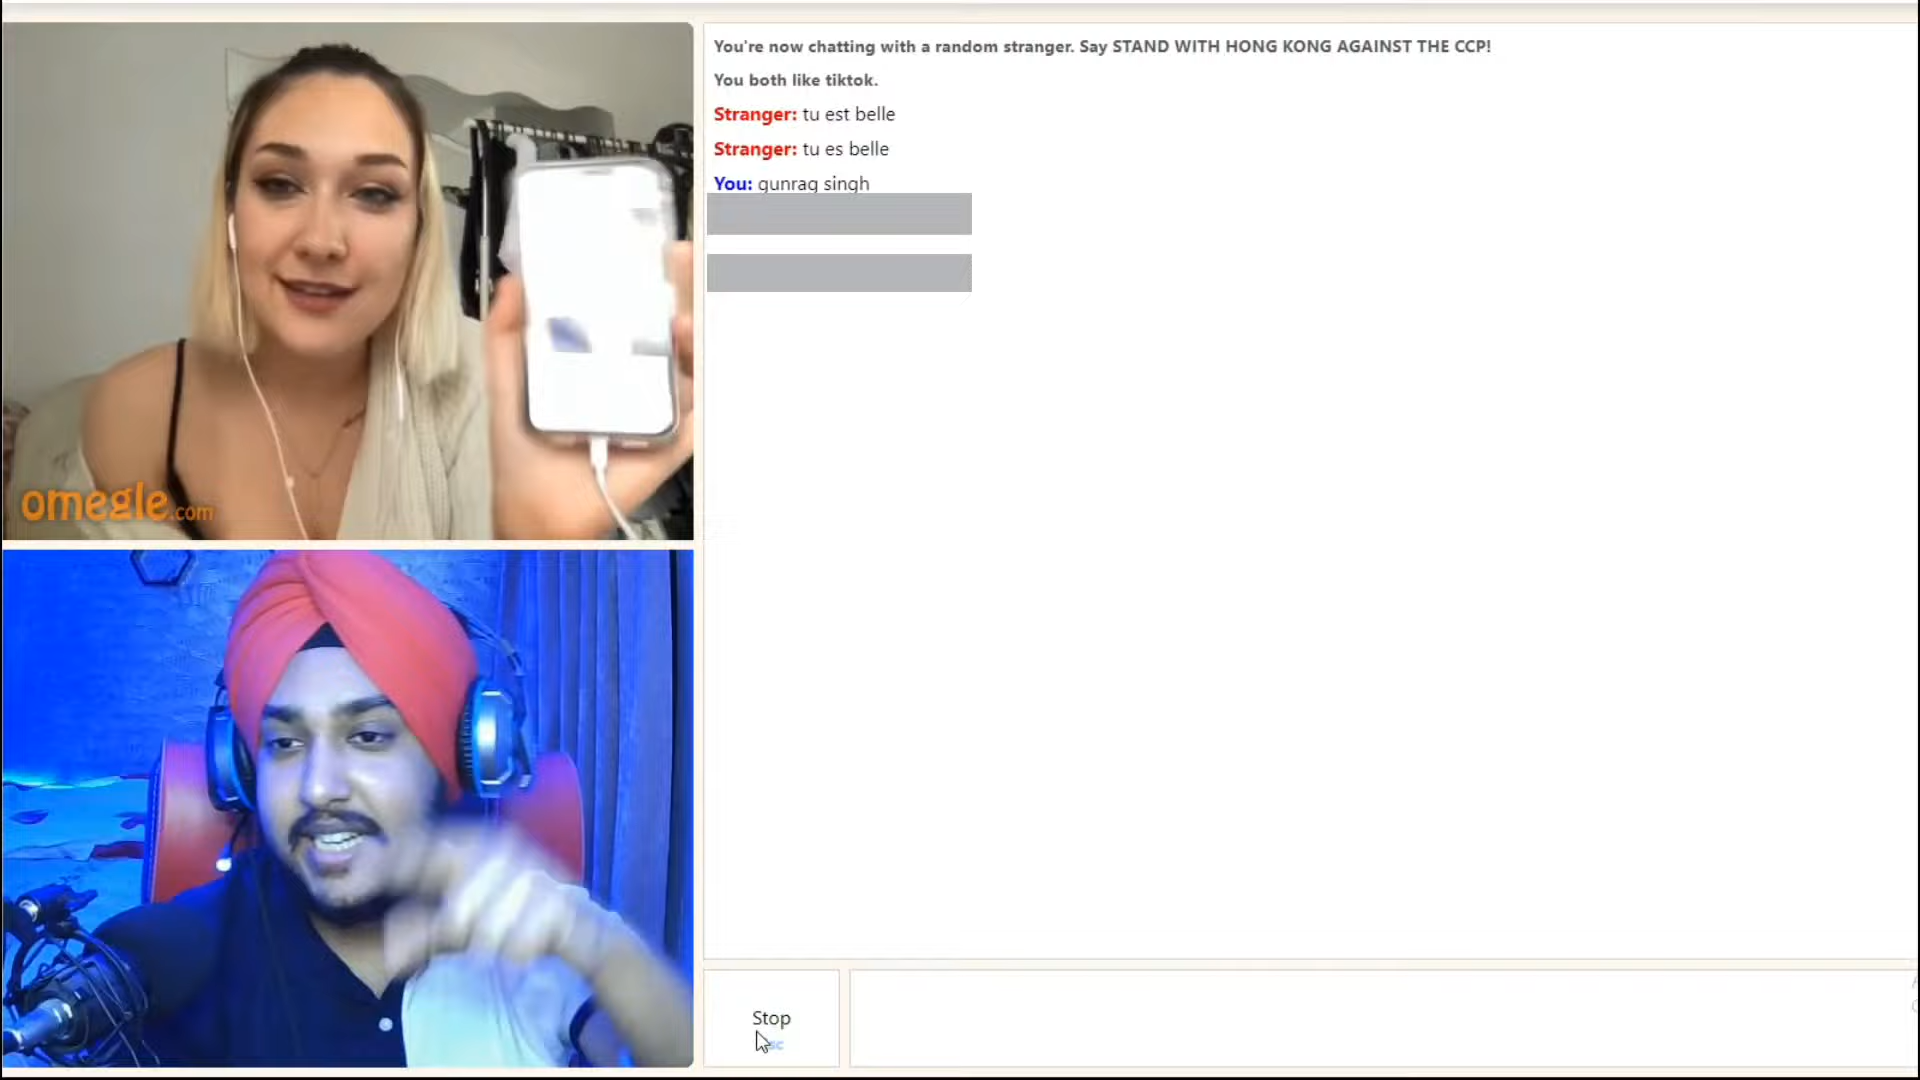 You're now chatting with a random stranger. Say STAND WITH HONG KONG AGAINST THE CCP!
You both like tiktok.
Stranger: tu est belle
Stranger: tu es belle
You: gunrag singh
omegle.com
Stop